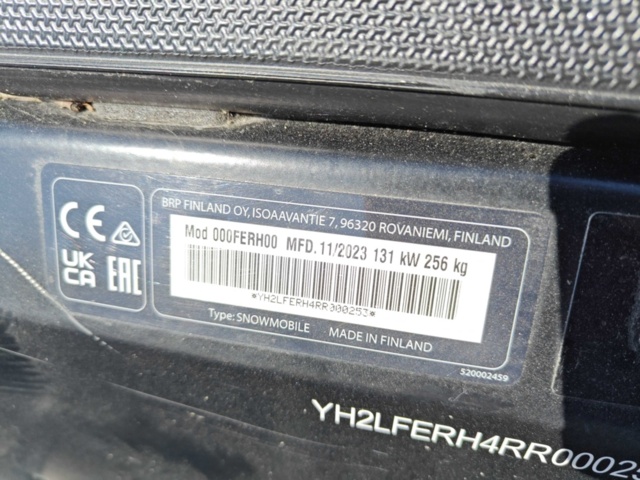 BRP FINLAND OY, ISOAAVANTIE 7, 96320 ROVANIEMI, FINLAND
CE
Mod 000FERH00 MFD. 11/2023 131 kW 256 kg
UK
CA
EAC
*YH2LFERH4RR000253*
Type: SNOWMOBILE MADE IN FINLAND
520002459
YH2LFERH4RR00025